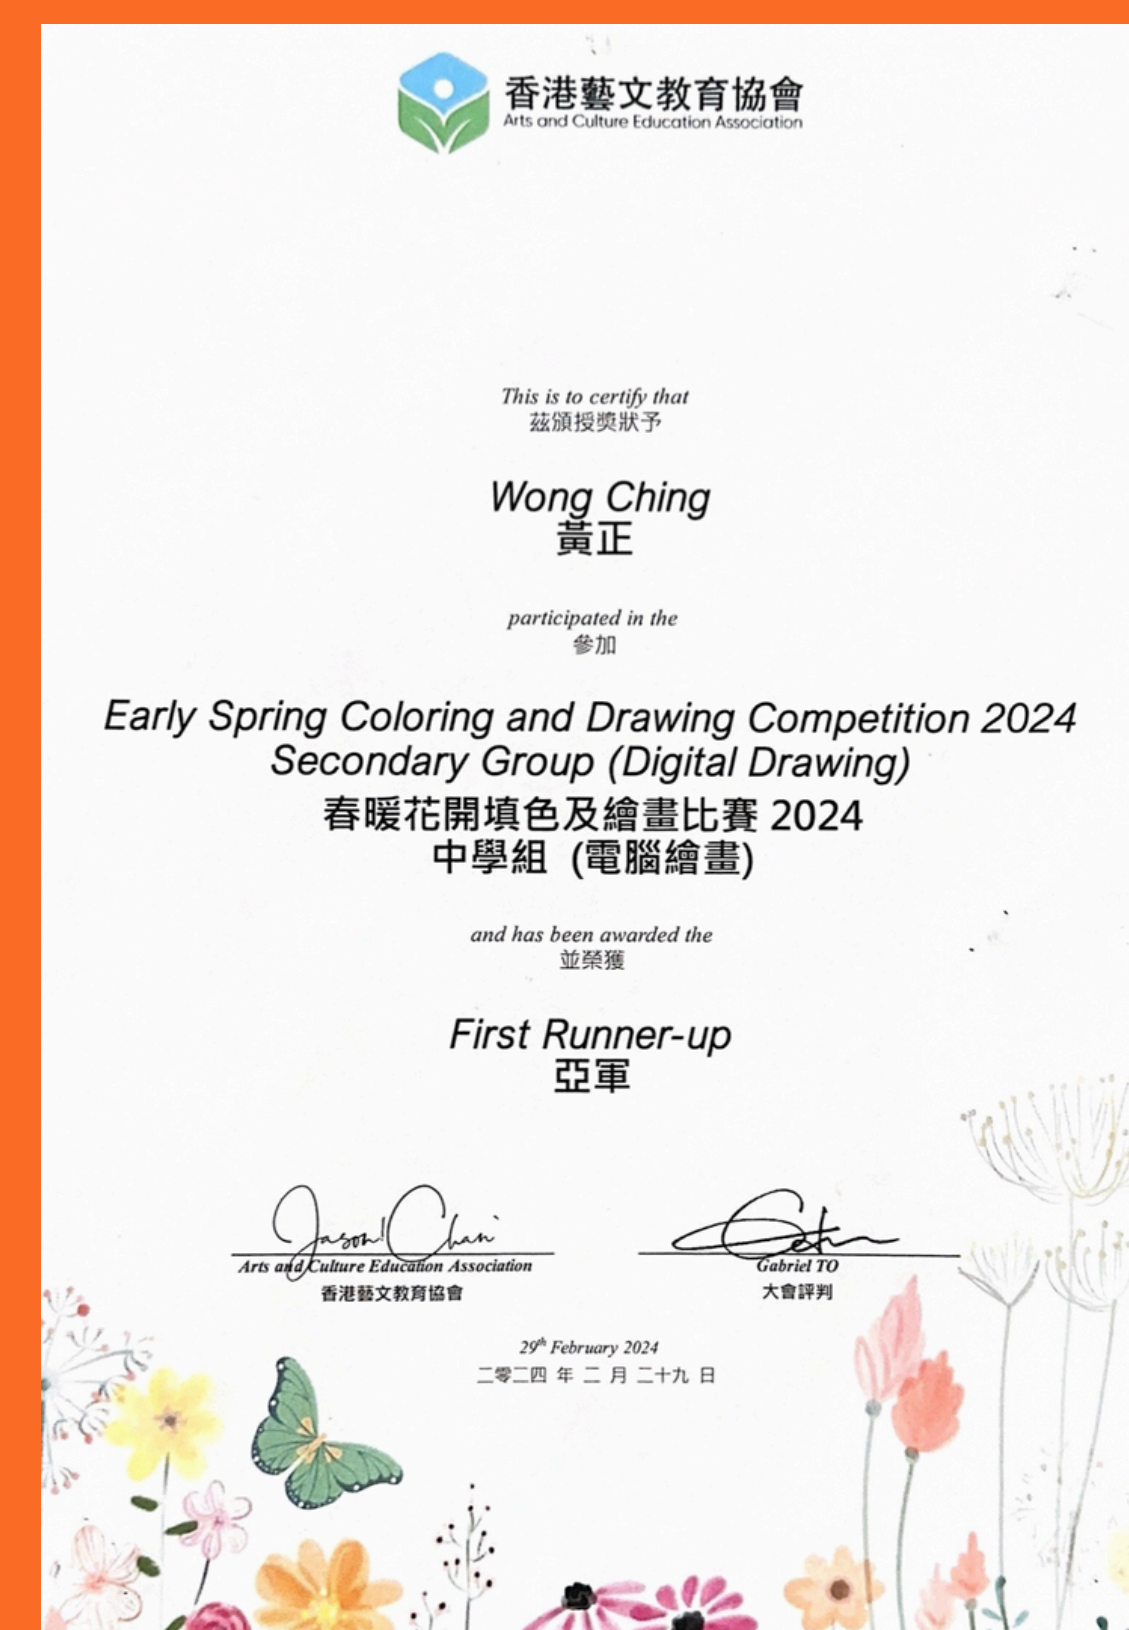 香港藝文教育協會
Arts and Culture Education Association
This is to certify that
茲頒授獎狀予
Wong Ching
黃正
participated in the
參加
Early Spring Coloring and Drawing Competition 2024
Secondary Group (Digital Drawing)
春暖花開填色及繪畫比賽 2024
中學組 (電腦繪畫)
and has been awarded the
並榮獲
First Runner-up
亞軍
Jason Chan
Arts and Culture Education Association
香港藝文教育協會
Gabriel TO
大會評判
29th February 2024
二零二四 年 二 月 二十九 日